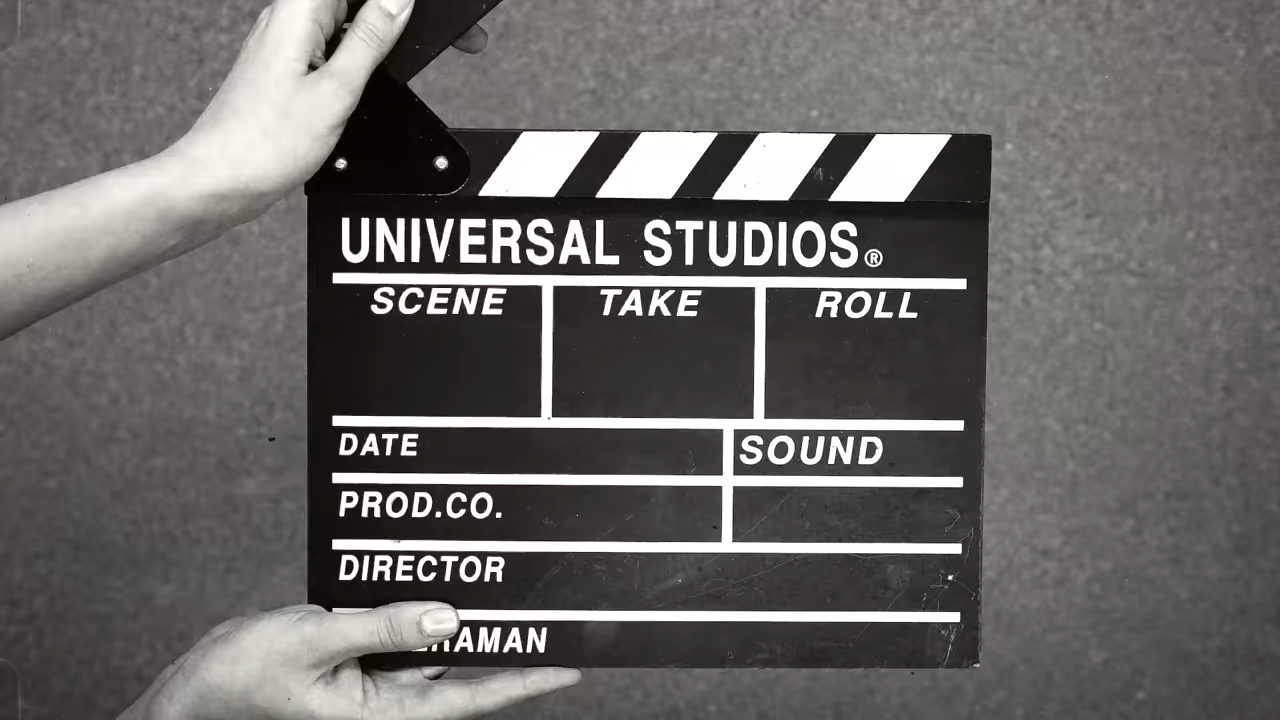 UNIVERSAL STUDIOS®
SCENE TAKE ROLL
DATE SOUND
PROD.CO.
DIRECTOR